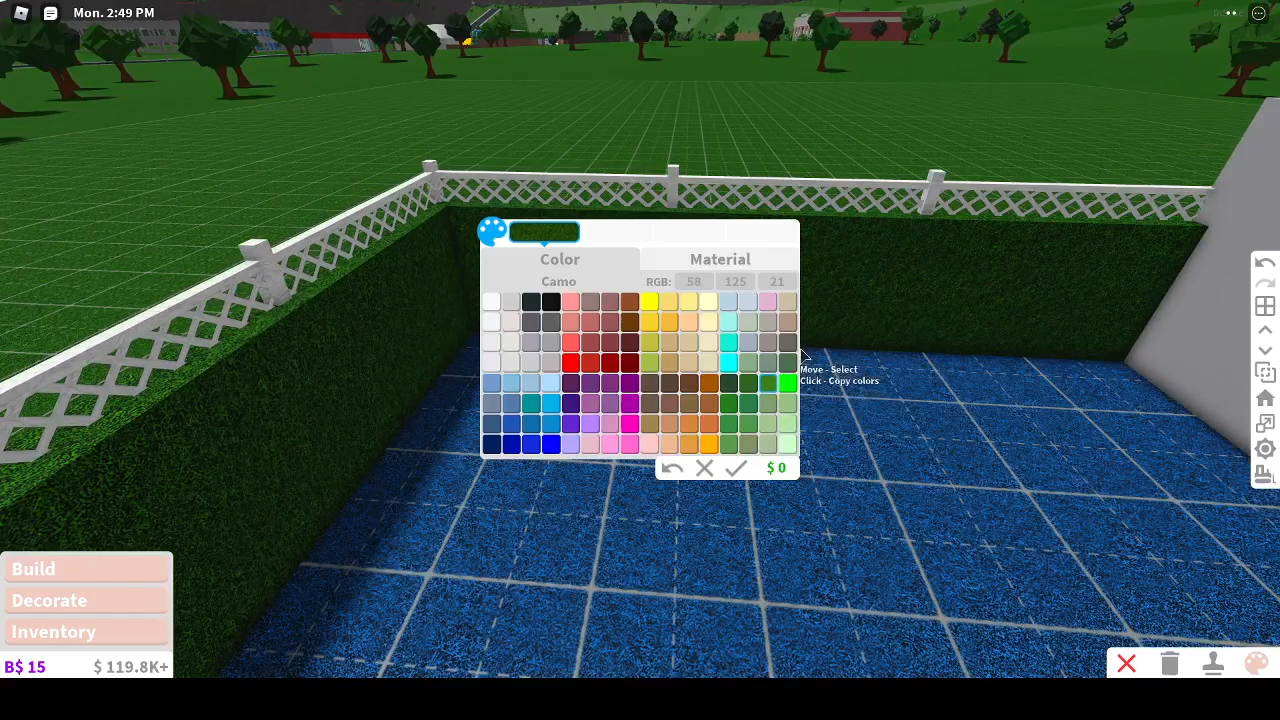 Mon. 2:49 PM
Color
Material
Camo
RGB: 58 125 21
Move - Select
Click - Copy colors
$ 0
Build
Decorate
Inventory
B$ 15 $ 119.8K+